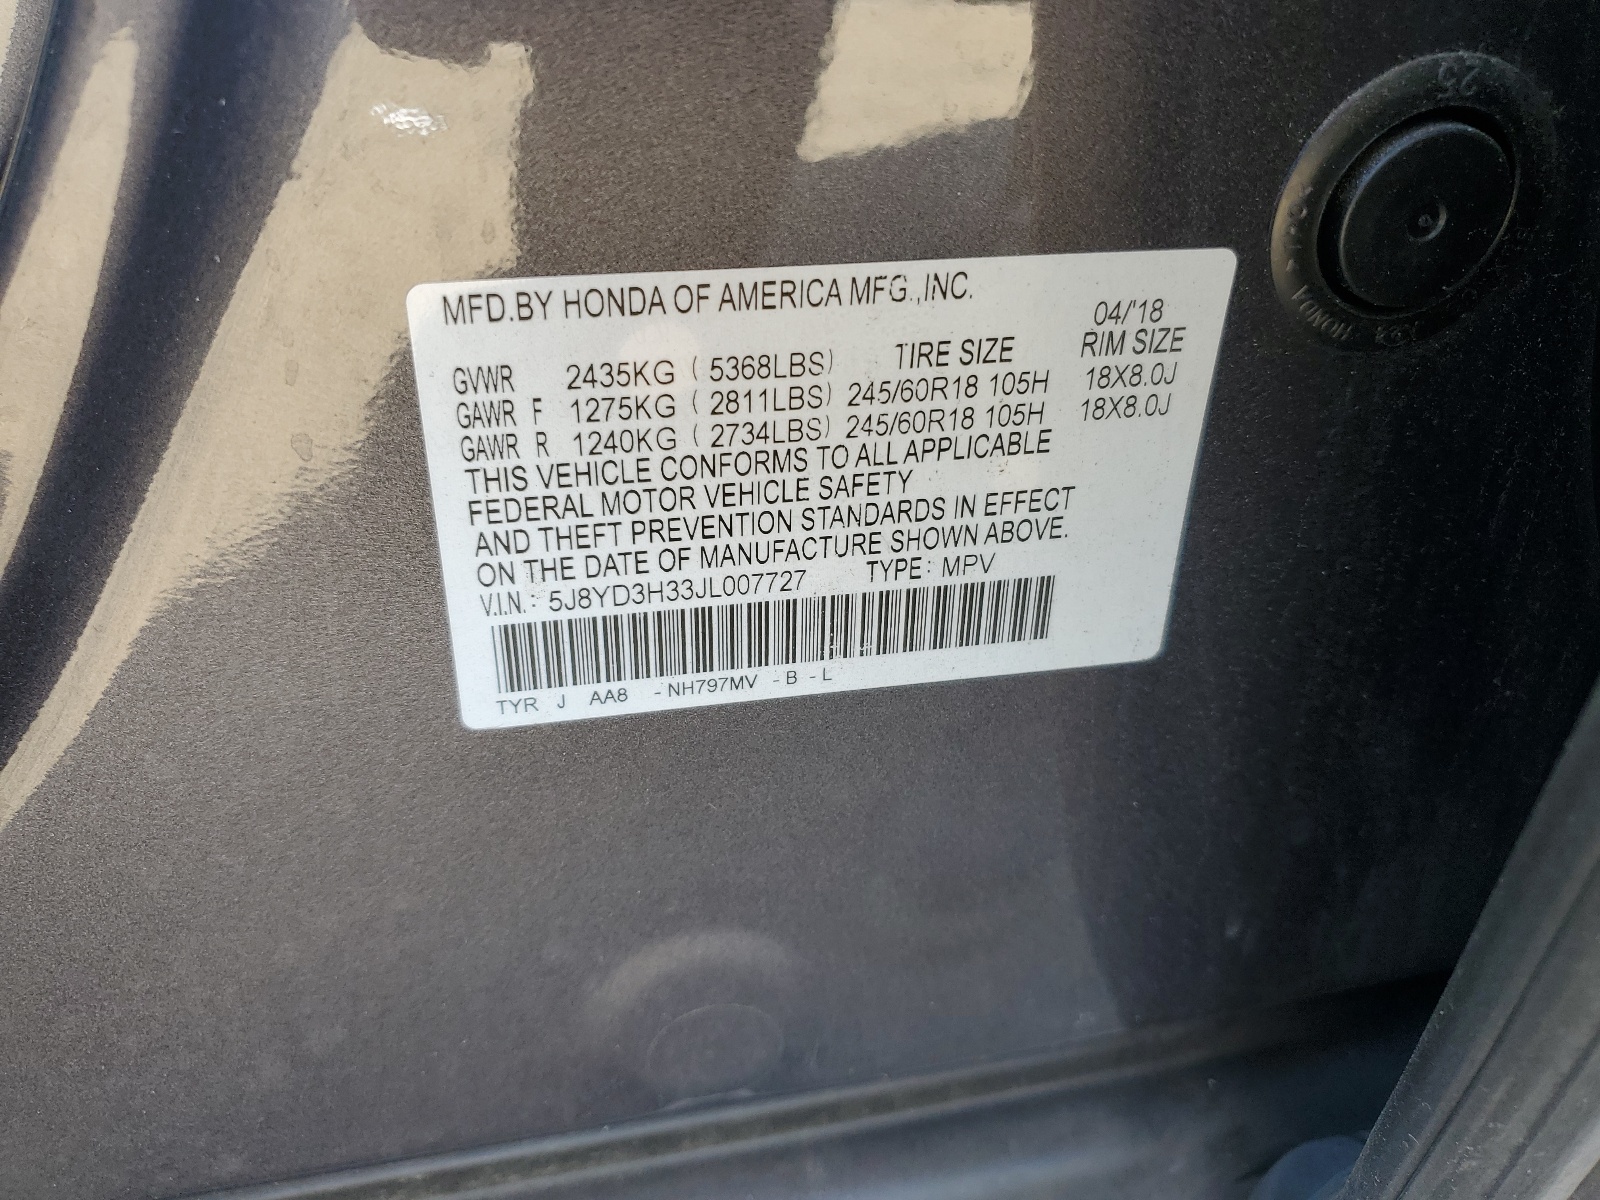 MFD.BY HONDA OF AMERICA MFG.,INC.
04/'18
TIRE SIZE RIM SIZE
GVWR 2435KG ( 5368LBS)
GAWR F 1275KG ( 2811LBS) 245/60R18 105H 18X8.0J
GAWR R 1240KG ( 2734LBS) 245/60R18 105H 18X8.0J
THIS VEHICLE CONFORMS TO ALL APPLICABLE
FEDERAL MOTOR VEHICLE SAFETY
AND THEFT PREVENTION STANDARDS IN EFFECT
ON THE DATE OF MANUFACTURE SHOWN ABOVE.
V.I.N.: 5J8YD3H33JL007727 TYPE: MPV
TYR J AA8 -NH797MV -B -L
25